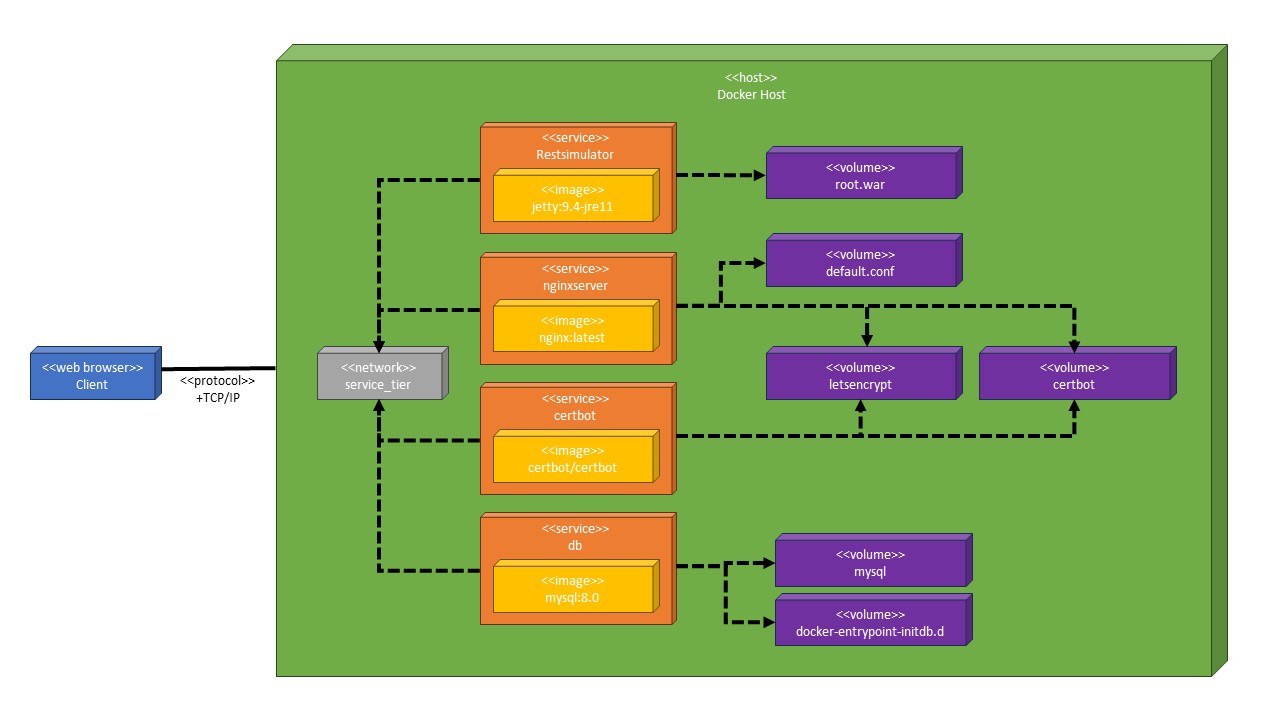 <<host>>
Docker Host
<<service>>
Restsimulator
<<image>>
jetty:9.4-jre11
<<volume>>
root.war
<<service>>
nginxserver
<<image>>
nginx:latest
<<volume>>
default.conf
<<web browser>>
Client
<<protocol>>
+TCP/IP
<<network>>
service_tier
<<volume>>
letsencrypt
<<volume>>
certbot
<<service>>
certbot
<<image>>
certbot/certbot
<<service>>
db
<<image>>
mysql:8.0
<<volume>>
mysql
<<volume>>
docker-entrypoint-initdb.d